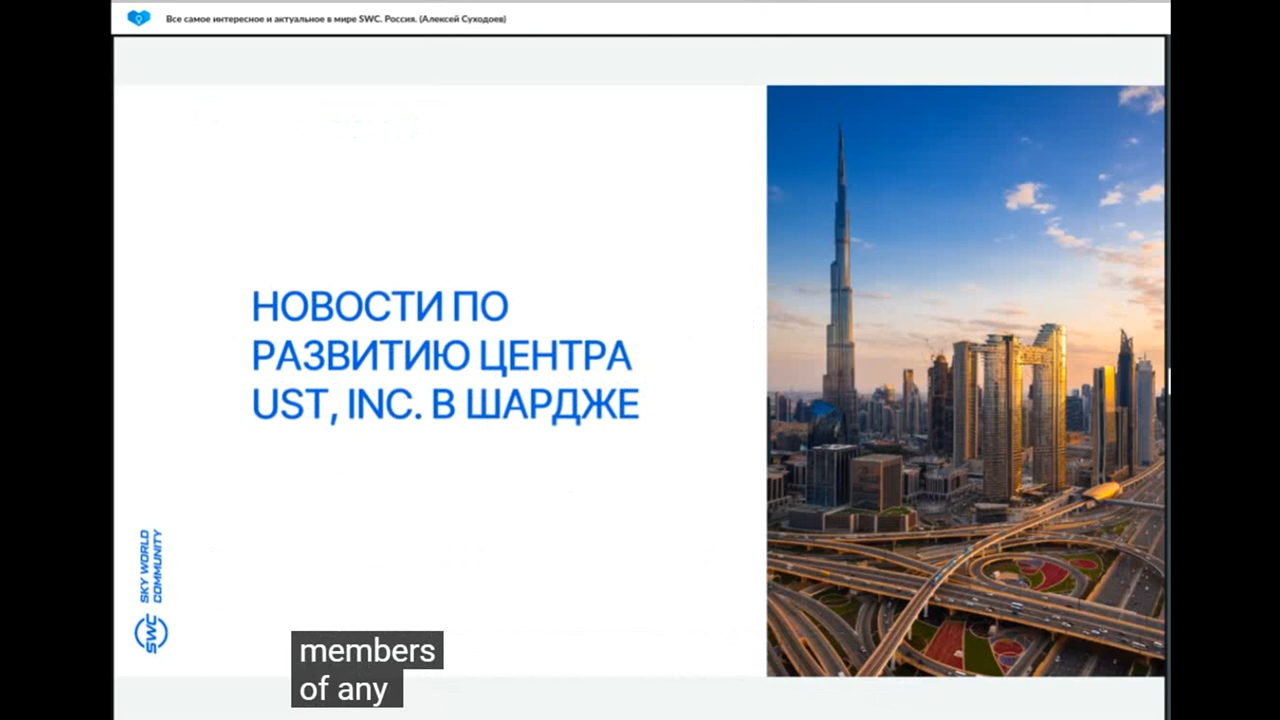 Все самое интересное и актуальное в мире SWC. Россия. (Алексей Суходоев)
НОВОСТИ ПО
РАЗВИТИЮ ЦЕНТРА
UST, INC. В ШАРДЖЕ
SKY WORLD
COMMUNITY
SWC
members
of any